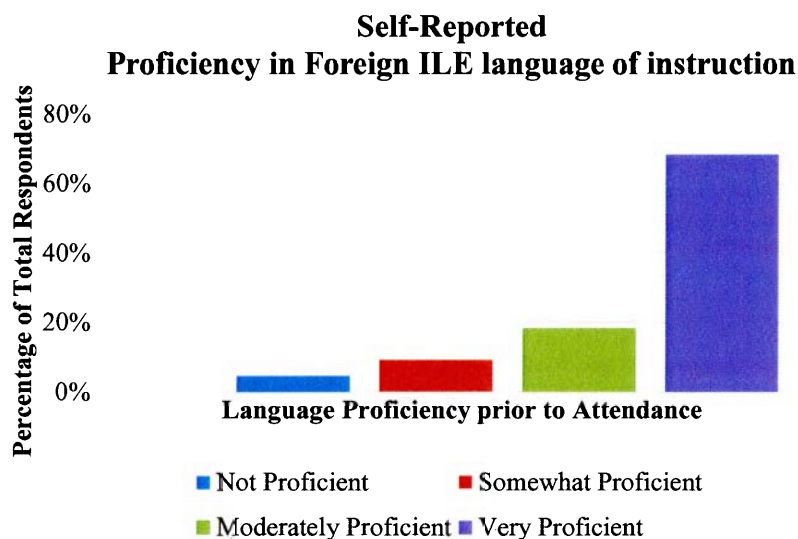 Self-Reported
Proficiency in Foreign ILE language of instruction
Percentage of Total Respondents
80%
60%
40%
20%
0%
Language Proficiency prior to Attendance
Not Proficient
Somewhat Proficient
Moderately Proficient
Very Proficient